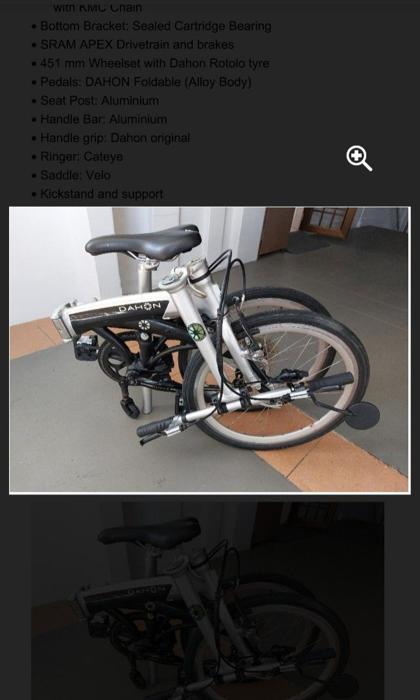 with KMC Chain
• Bottom Bracket: Sealed Cartridge Bearing
• SRAM APEX Drivetrain and brakes
• 451 mm Wheelset with Dahon Rotolo tyre
• Pedals: DAHON Foldable (Alloy Body)
• Seat Post: Aluminium
• Handle Bar: Aluminium
• Handle grip: Dahon original
• Ringer: Cateye
• Saddle: Velo
• Kickstand and support
DAHON
DAHON